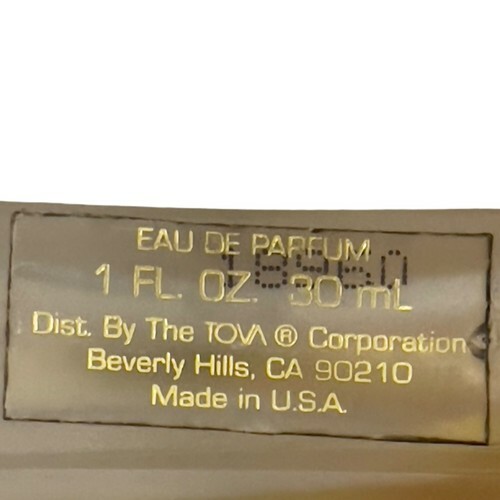 EAU DE PARFUM
1 FL. OZ. 30 mL
Dist. By The TOVA ® Corporation
Beverly Hills, CA 90210
Made in U.S.A.